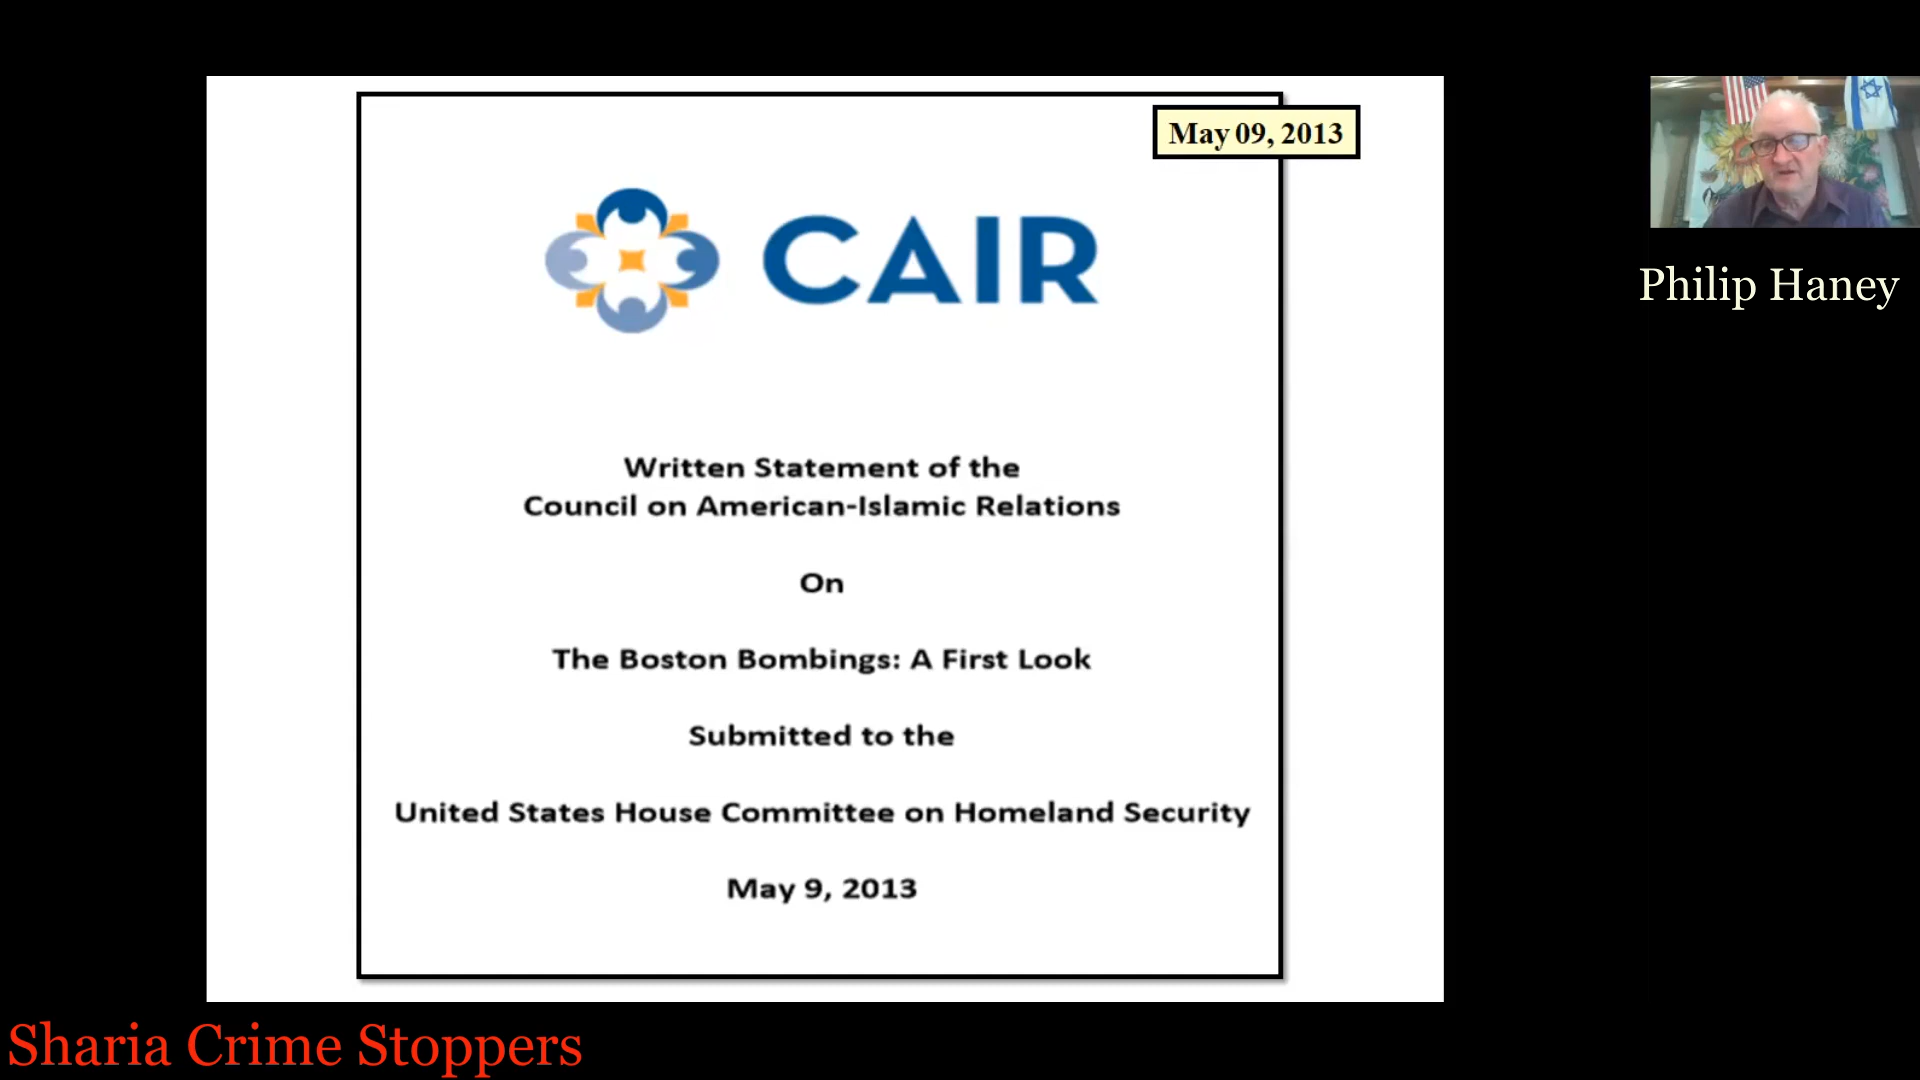 May 09, 2013
CAIR
Written Statement of the
Council on American-Islamic Relations
On
The Boston Bombings: A First Look
Submitted to the
United States House Committee on Homeland Security
May 9, 2013
Philip Haney
Sharia Crime Stoppers